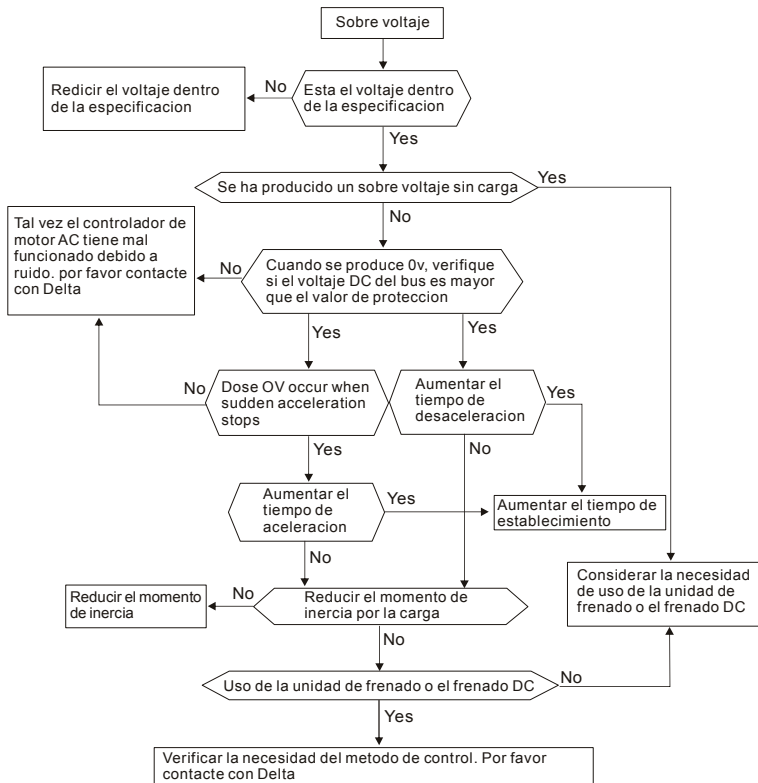 Sobre voltaje
Redicir el voltaje dentro
de la especificacion
No
Esta el voltaje dentro
de la especificacion
Yes
Se ha producido un sobre voltaje sin carga
Yes
No
Tal vez el controlador de
motor AC tiene mal
funcionado debido a
ruido. por favor contacte
con Delta
No
Cuando se produce 0v, verifique
si el voltaje DC del bus es mayor
que el valor de proteccion
Yes
Yes
No
Dose OV occur when
sudden acceleration
stops
Aumentar el
tiempo de
desaceleracion
Yes
Yes
No
Aumentar el
tiempo de
aceleracion
Yes
Aumentar el tiempo de
establecimiento
No
Considerar la necesidad
de uso de la unidad de
frenado o el frenado DC
Reducir el momento
de inercia
No
Reducir el momento de
inercia por la carga
No
Uso de la unidad de frenado o el frenado DC
No
Yes
Verificar la necesidad del metodo de control. Por favor
contacte con Delta